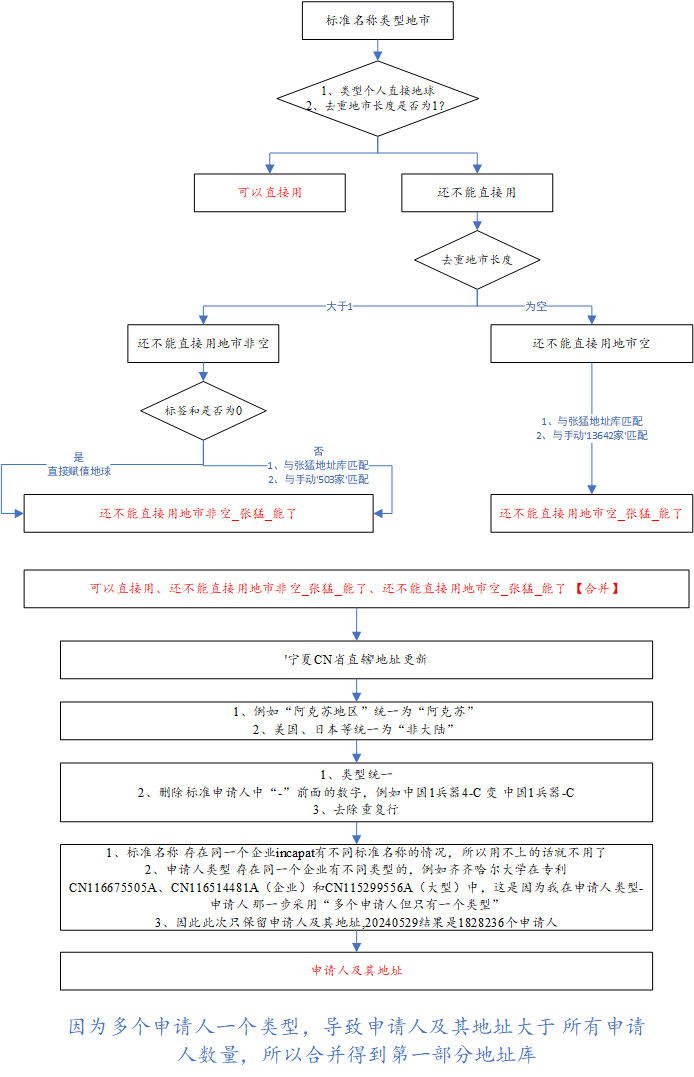 标准名称类型地市
1、类型个人直接地球
2、去重地市长度是否为1?
可以直接用
还不能直接用
去重地市长度
大于1
为空
还不能直接用地市非空
还不能直接用地市空
标签和是否为0
1、与张猛地址库匹配
2、与手动'13642家'匹配
是
直接赋值地球
否
1、与张猛地址库匹配
2、与手动'503家'匹配
还不能直接用地市非空_张猛_能了
还不能直接用地市空_张猛_能了
可以直接用、还不能直接用地市非空_张猛_能了、还不能直接用地市空_张猛_能了【合并】
'宁夏CN省直辖'地址更新
1、例如“阿克苏地区”统一为“阿克苏”
2、美国、日本等统一为“非大陆”
1、类型统一
2、删除标准申请人中“-”前面的数字，例如中国1兵器4-C 变 中国1兵器-C
3、去除重复行
1、标准名称 存在同一个企业incapat有不同标准名称的情况，所以用不上的话就不用了
2、申请人类型 存在同一个企业有不同类型的，例如齐齐哈尔大学在专利
CN116675505A、CN116514481A（企业）和CN115299556A（大型）中，这是因为我在申请人类型-
申请人 那一步采用“多个申请人但只有一个类型”
3、因此此次只保留申请人及其地址,20240529结果是1828236个申请人
申请人及其地址
因为多个申请人一个类型，导致申请人及其地址大于 所有申请
人数量，所以合并得到第一部分地址库